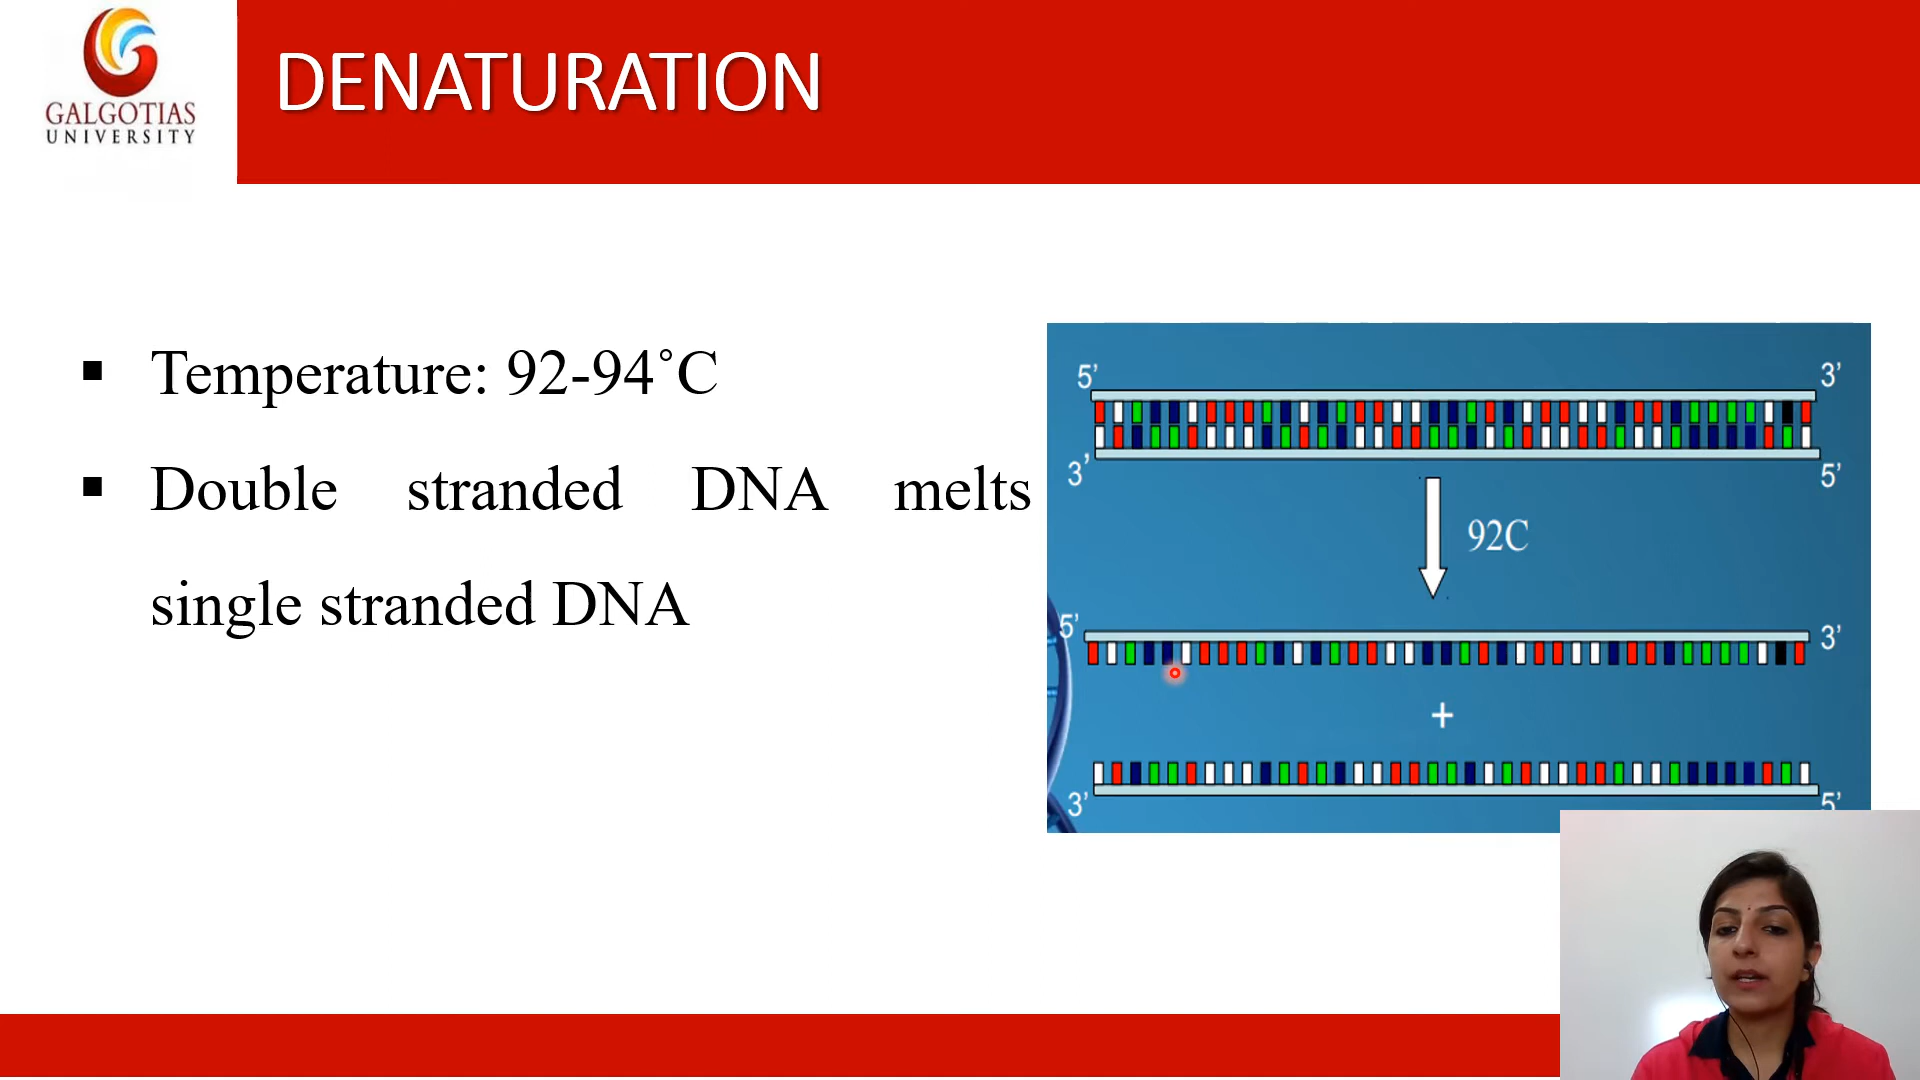 GALGOTIAS
UNIVERSITY
DENATURATION
▪ Temperature: 92-94˚C
▪ Double stranded DNA melts
single stranded DNA
5’ 3’
3’ 5’
92C
5’ 3’
+
3’ 5’